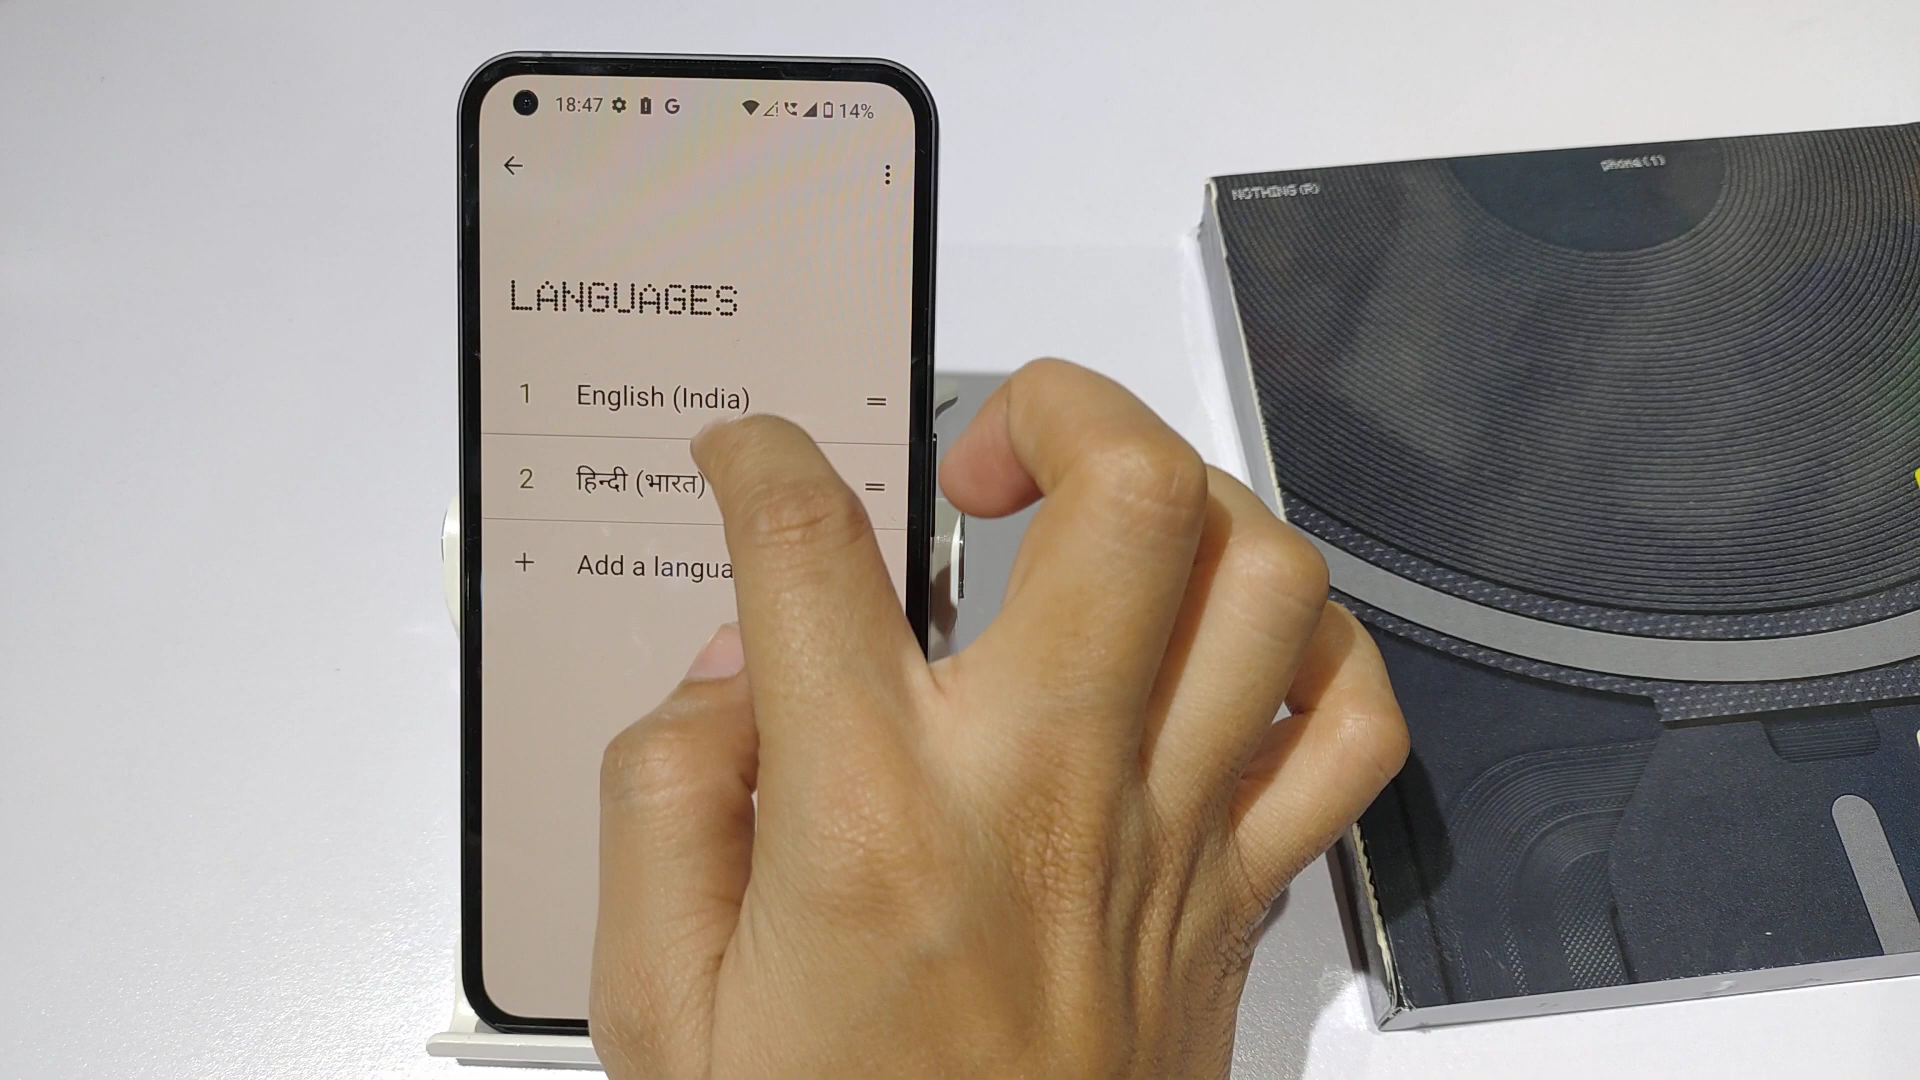 18:47 G 14%
LANGUAGES
1 English (India)
2 हिन्दी (भारत)
+ Add a langua
NOTHING (R)
phone (1)